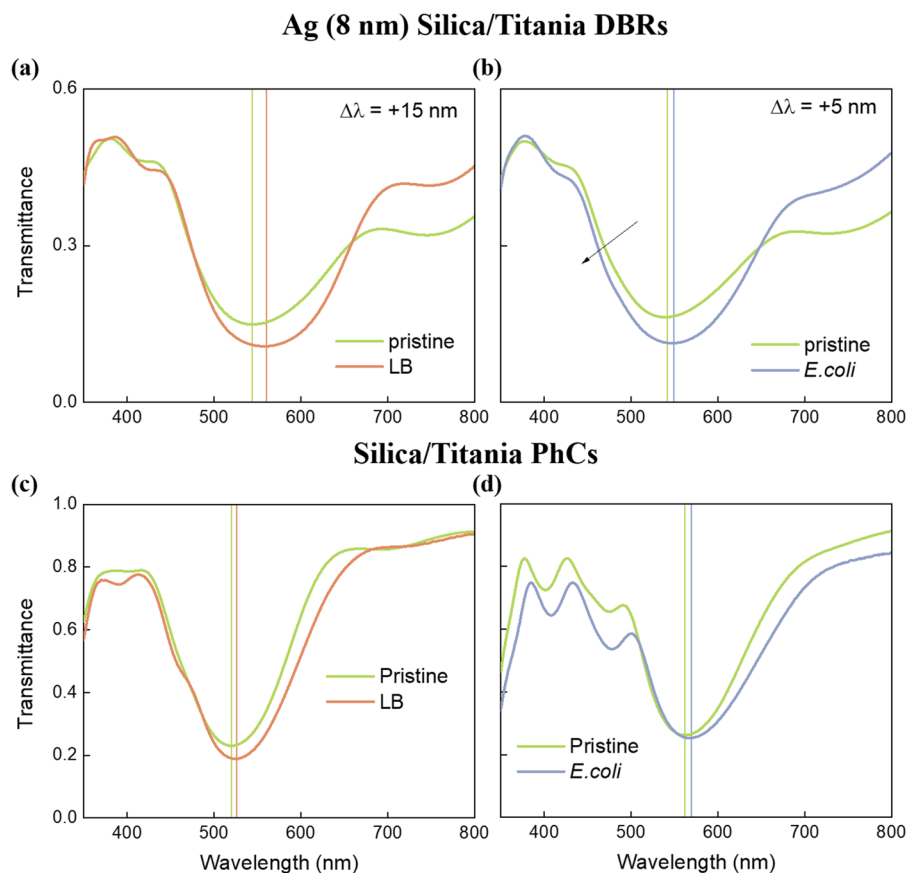 Ag (8 nm) Silica/Titania DBRs
(a)
(b)
0.6
0.3
0.0
Transmittance
Δλ = +15 nm
pristine
LB
400 500 600 700 800
Δλ = +5 nm
pristine
E.coli
400 500 600 700 800
Silica/Titania PhCs
(c)
(d)
1.0
0.8
0.6
0.4
0.2
0.0
Transmittance
Pristine
LB
400 500 600 700 800
Wavelength (nm)
Pristine
E.coli
400 500 600 700 800
Wavelength (nm)